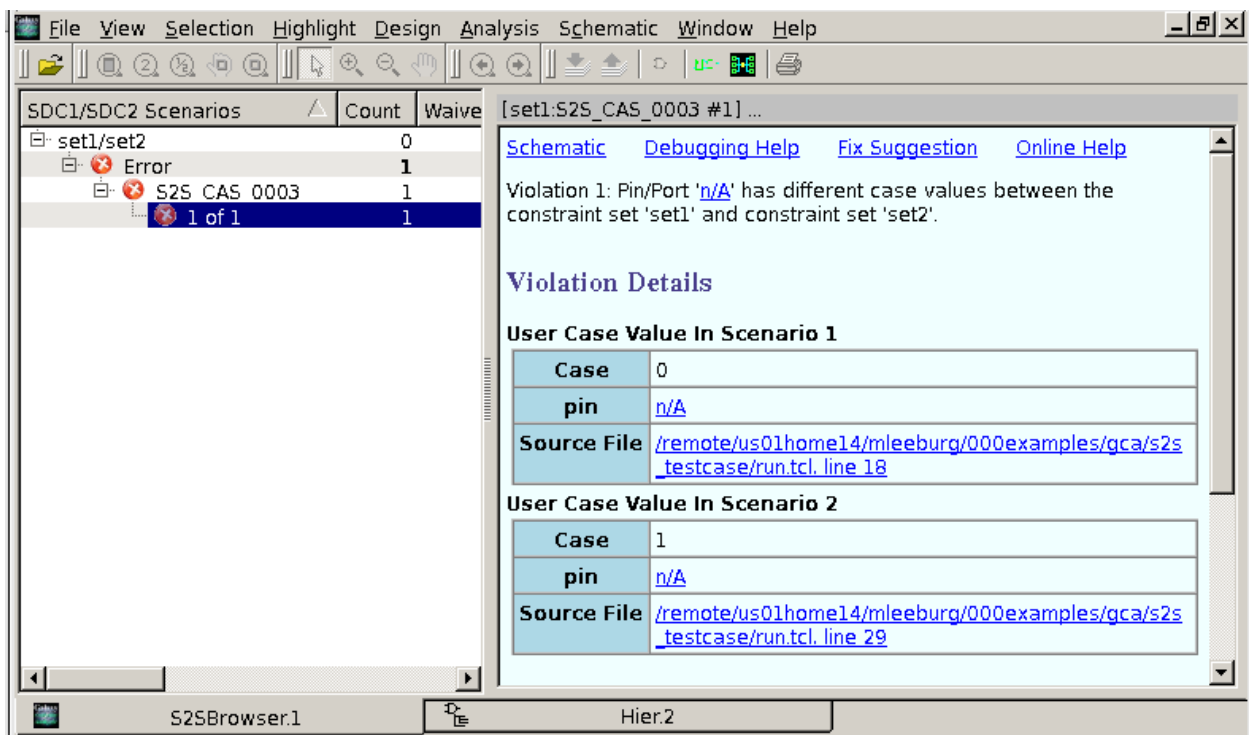 File View Selection Highlight Design Analysis Schematic Window Help
SDC1/SDC2 Scenarios Count Waive
set1/set2 0
Error 1
S2S_CAS_0003 1
1 of 1 1
[set1:S2S_CAS_0003 #1] ...
Schematic Debugging Help Fix Suggestion Online Help
Violation 1: Pin/Port 'n/A' has different case values between the
constraint set 'set1' and constraint set 'set2'.
Violation Details
User Case Value In Scenario 1
Case 0
pin n/A
Source File /remote/us01home14/mleeburg/000examples/gca/s2s
_testcase/run.tcl, line 18
User Case Value In Scenario 2
Case 1
pin n/A
Source File /remote/us01home14/mleeburg/000examples/gca/s2s
_testcase/run.tcl, line 29
S2SBrowser.1 Hier.2